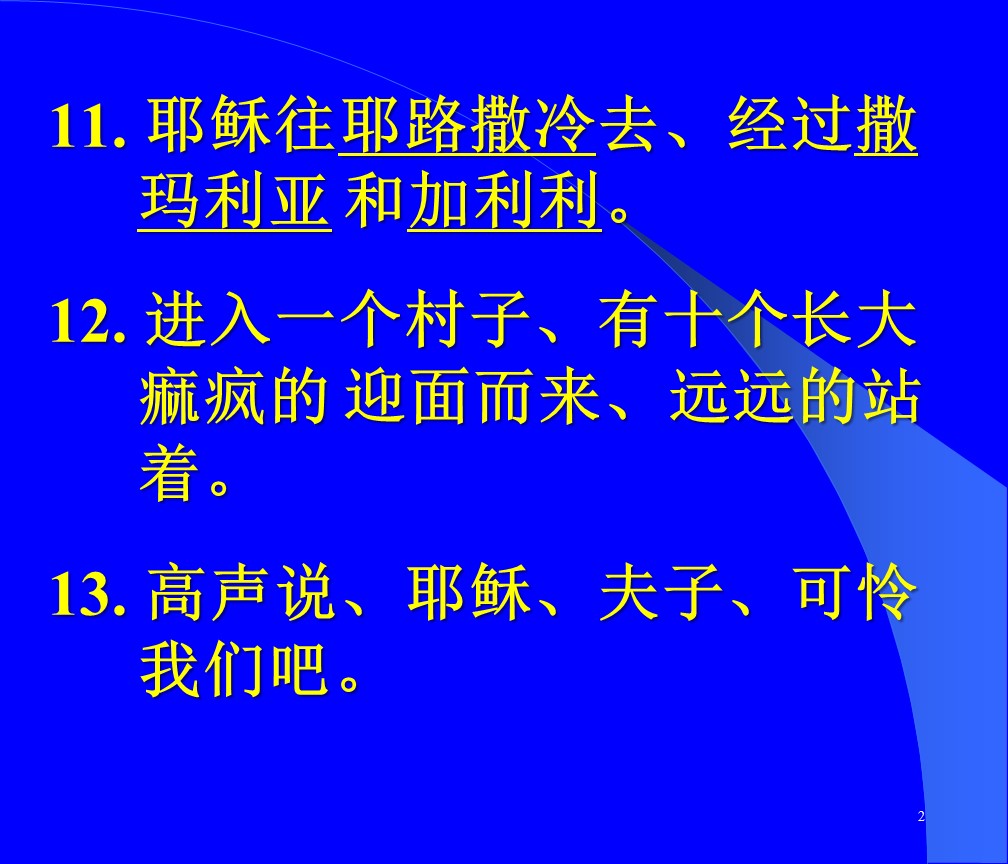 11. 耶稣往耶路撒冷去、经过撒
玛利亚 和加利利。
12. 进入一个村子、有十个长大
痲疯的 迎面而来、远远的站
着。
13. 高声说、耶稣、夫子、可怜
我们吧。
2